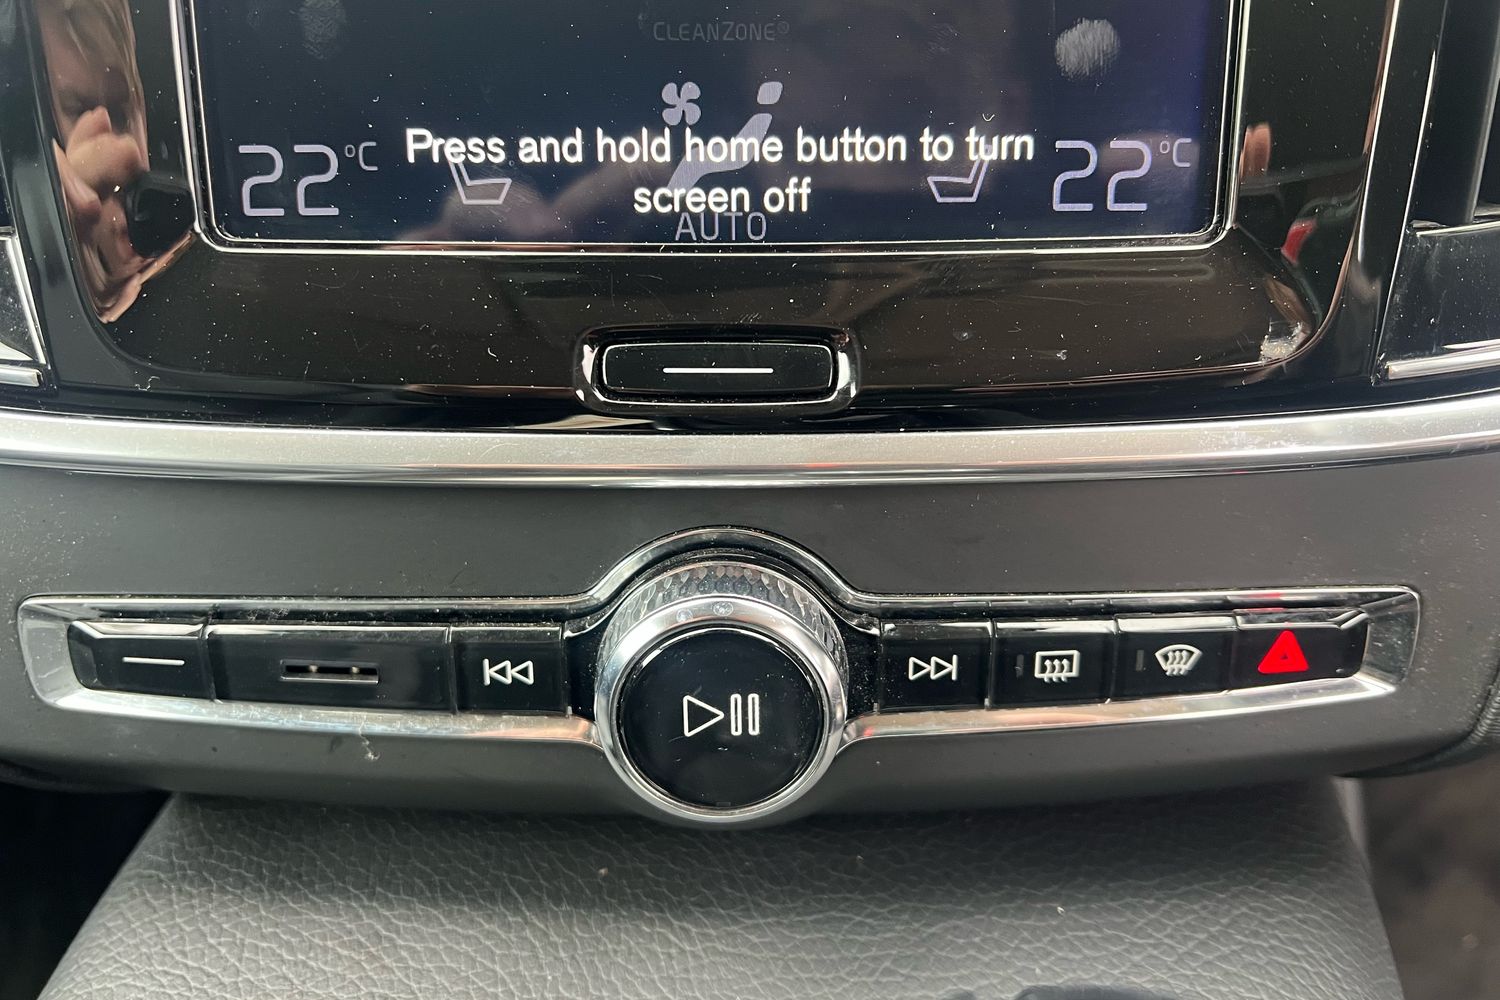 CLEANZONE®
22°C
Press and hold home button to turn
screen off
22°C
AUTO